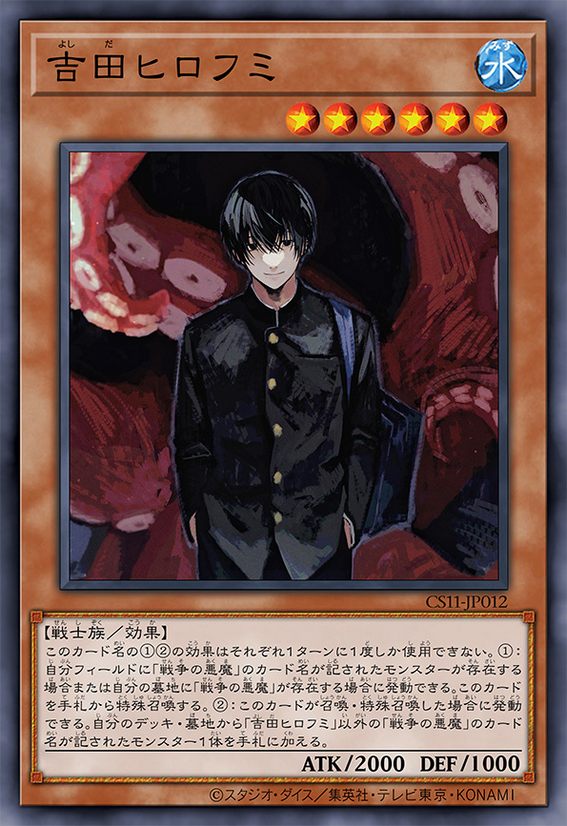 吉田ヒロフミ
水
CS11-JP012
【戦士族/効果】
このカード名の①②の効果はそれぞれ1ターンに1度しか使用できない。①:
自分フィールドに「戦争の悪魔」のカード名が記されたモンスターが存在する
場合または自分の墓地に「戦争の悪魔」が存在する場合に発動できる。このカード
を手札から特殊召喚する。②:このカードが召喚・特殊召喚した場合に発動
できる。自分のデッキ・墓地から「吉田ヒロフミ」以外の「戦争の悪魔」のカード
名が記されたモンスター1体を手札に加える。
ATK/2000 DEF/1000
©スタジオ・ダイス/集英社・テレビ東京・KONAMI